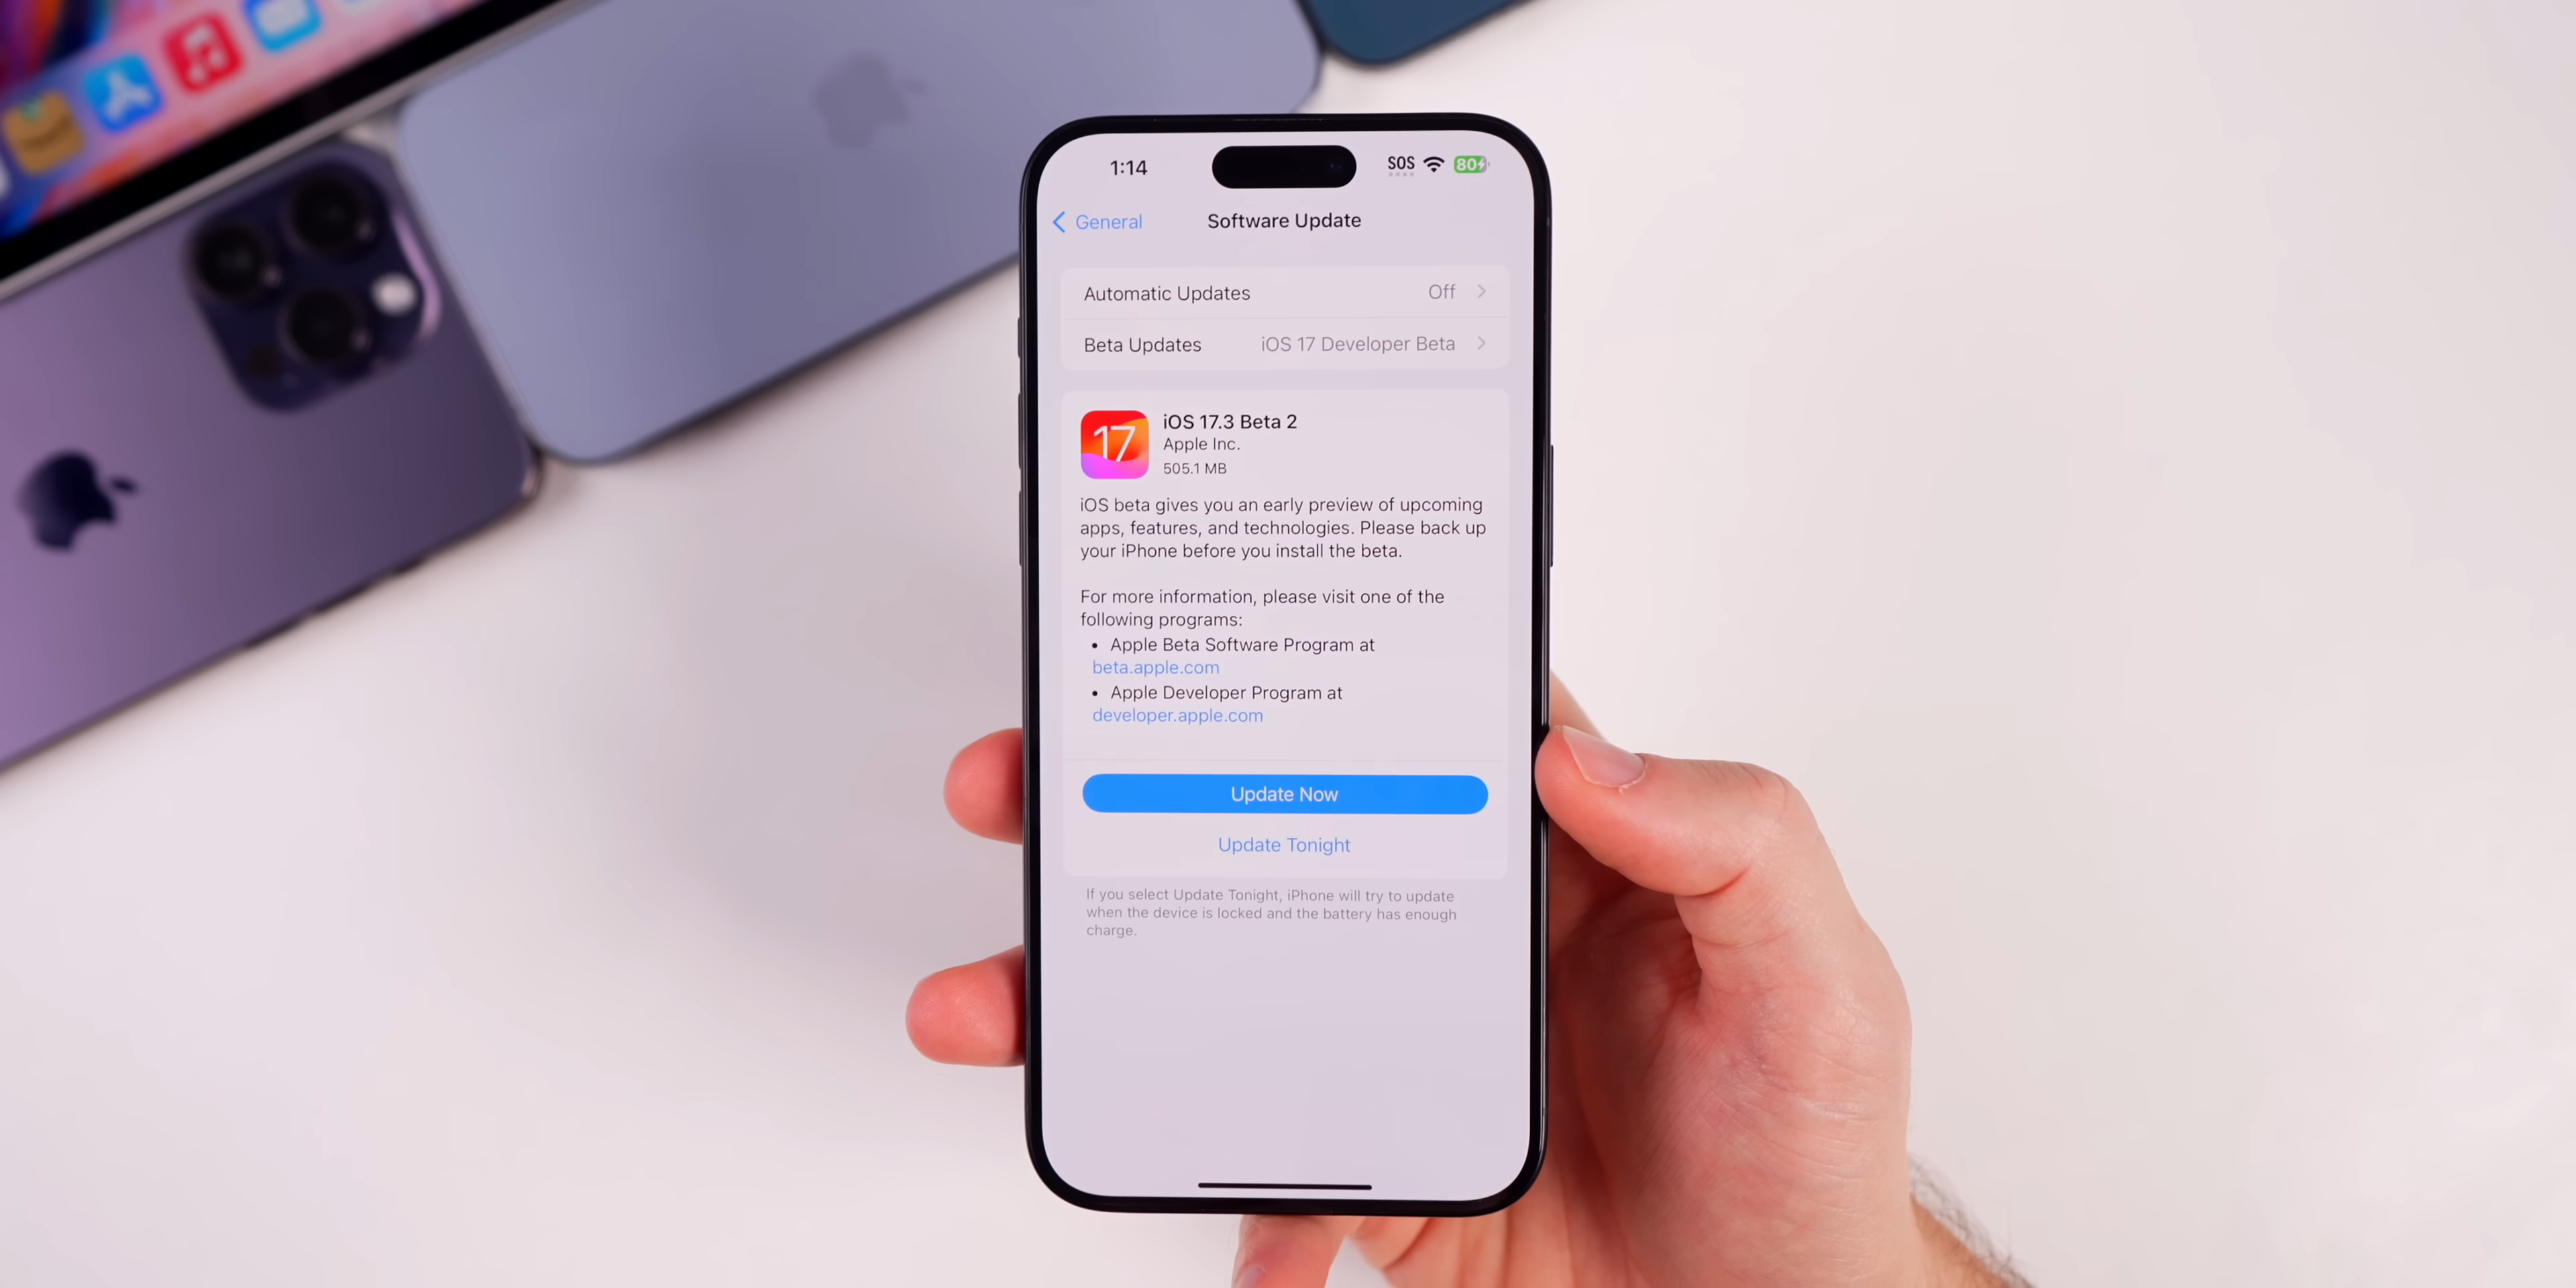 1:14
SOS
80
General
Software Update
Automatic Updates Off
Beta Updates iOS 17 Developer Beta
17
iOS 17.3 Beta 2
Apple Inc.
505.1 MB
iOS beta gives you an early preview of upcoming
apps, features, and technologies. Please back up
your iPhone before you install the beta.
For more information, please visit one of the
following programs:
• Apple Beta Software Program at
beta.apple.com
• Apple Developer Program at
developer.apple.com
Update Now
Update Tonight
If you select Update Tonight, iPhone will try to update
when the device is locked and the battery has enough
charge.